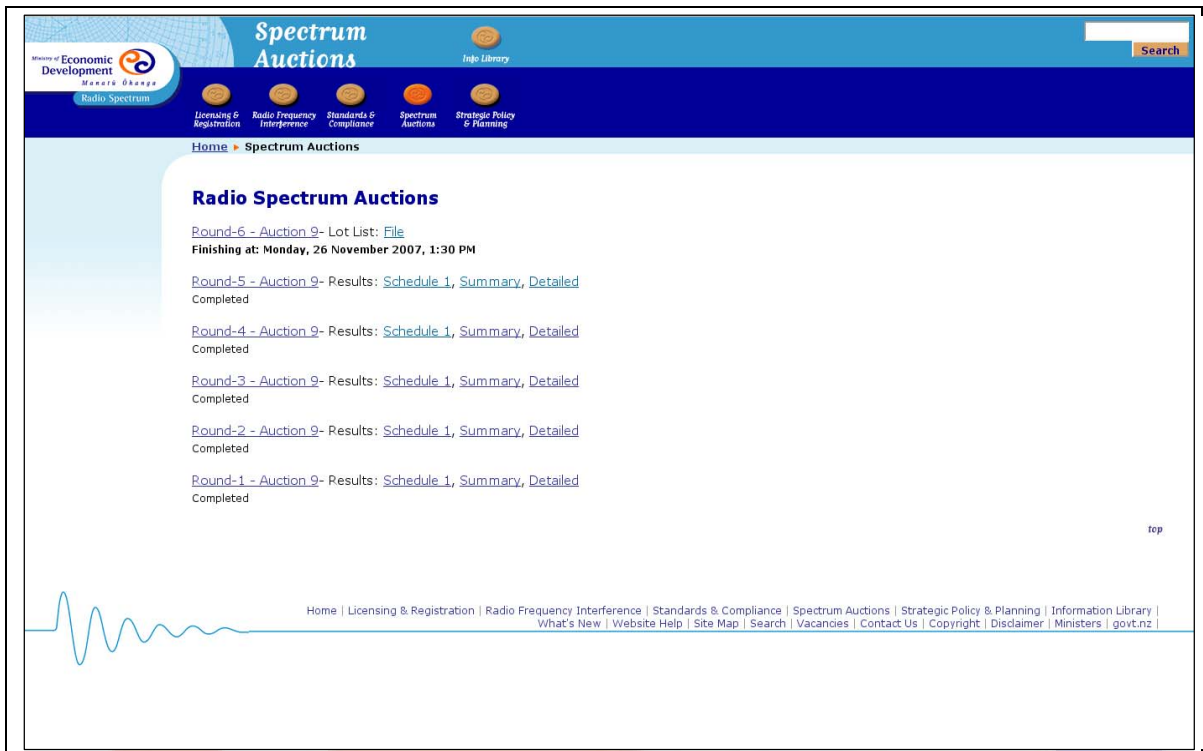 Spectrum
Auctions
Info Library
Search
Ministry of Economic
Development
Manatū Ōhanga
Radio Spectrum
Licensing &
Registration
Radio Frequency
Interference
Standards &
Compliance
Spectrum
Auctions
Strategic Policy
& Planning
Home ▸ Spectrum Auctions
Radio Spectrum Auctions
Round-6 - Auction 9- Lot List: File
Finishing at: Monday, 26 November 2007, 1:30 PM
Round-5 - Auction 9- Results: Schedule 1, Summary, Detailed
Completed
Round-4 - Auction 9- Results: Schedule 1, Summary, Detailed
Completed
Round-3 - Auction 9- Results: Schedule 1, Summary, Detailed
Completed
Round-2 - Auction 9- Results: Schedule 1, Summary, Detailed
Completed
Round-1 - Auction 9- Results: Schedule 1, Summary, Detailed
Completed
top
Home | Licensing & Registration | Radio Frequency Interference | Standards & Compliance | Spectrum Auctions | Strategic Policy & Planning | Information Library |
What's New | Website Help | Site Map | Search | Vacancies | Contact Us | Copyright | Disclaimer | Ministers | govt.nz |